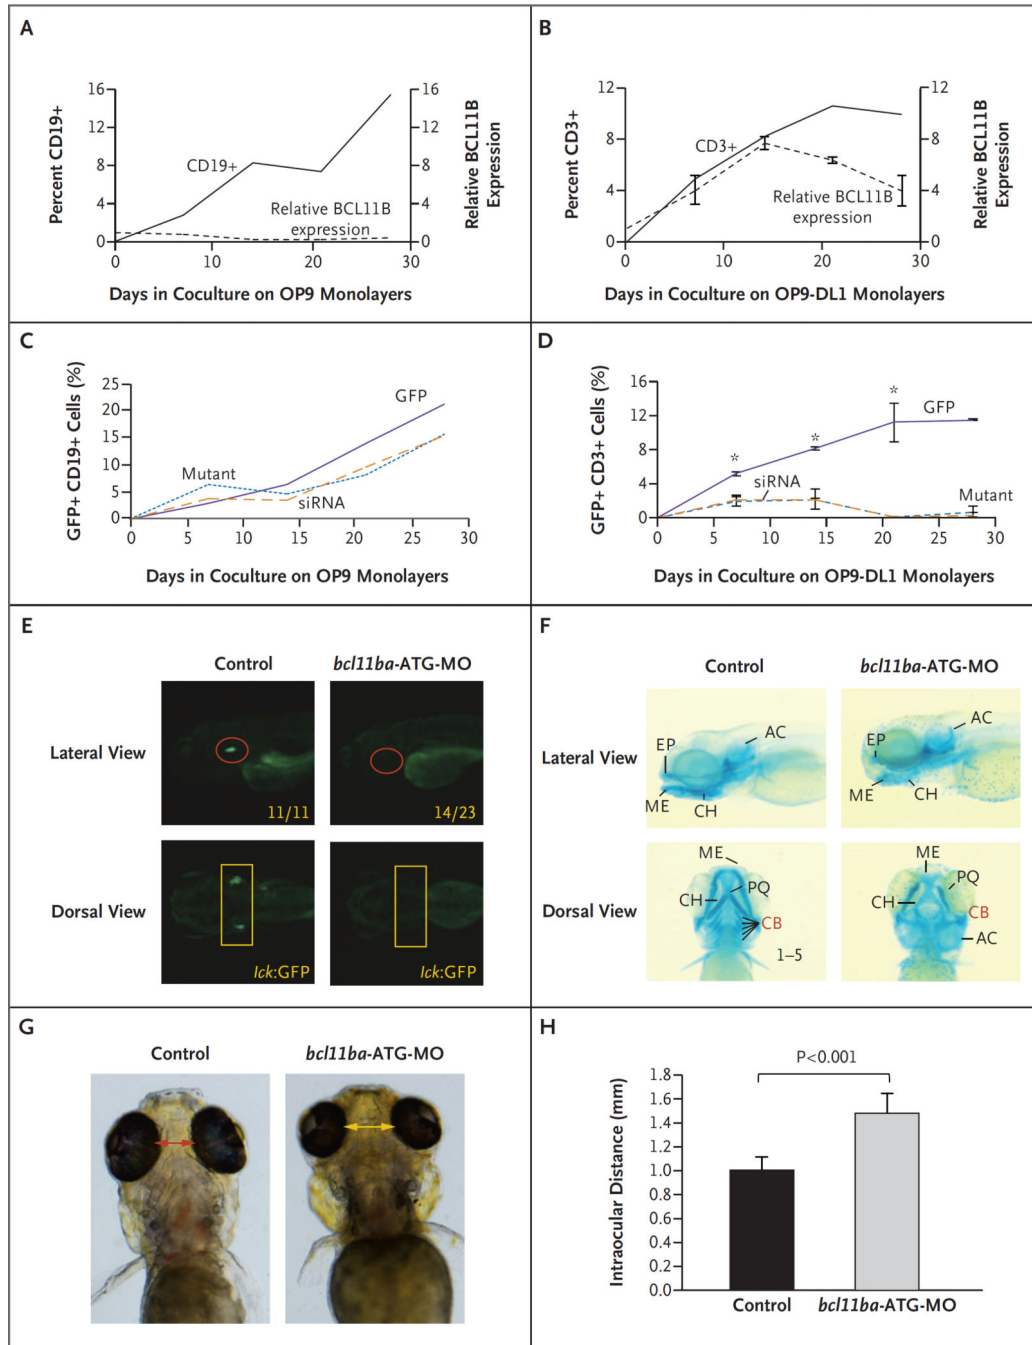 A
16
12
8
4
0
Percent CD19+
CD19+
Relative BCL11B
expression
16
12
8
4
0
Relative BCL11B
Expression
0
10
20
30
Days in Coculture on OP9 Monolayers
B
12
8
4
0
Percent CD3+
CD3+
Relative BCL11B
expression
12
8
4
0
Relative BCL11B
Expression
0
10
20
30
Days in Coculture on OP9-DL1 Monolayers
C
25
20
15
10
5
0
GFP+ CD19+ Cells (%)
GFP
Mutant
siRNA
0
5
10
15
20
25
30
Days in Coculture on OP9 Monolayers
D
16
12
8
4
0
GFP+ CD3+ Cells (%)
*
*
*
GFP
siRNA
Mutant
0
5
10
15
20
25
30
Days in Coculture on OP9-DL1 Monolayers
E
Control
bcl11ba-ATG-MO
Lateral View
11/11
14/23
Dorsal View
lck:GFP
lck:GFP
F
Control
bcl11ba-ATG-MO
Lateral View
EP
AC
ME
CH
EP
AC
ME
CH
Dorsal View
ME
PQ
CH
CB
1–5
ME
PQ
CH
CB
AC
G
Control
bcl11ba-ATG-MO
H
P<0.001
1.8
1.6
1.4
1.2
1.0
0.8
0.6
0.4
0.2
0.0
Intraocular Distance (mm)
Control
bcl11ba-ATG-MO